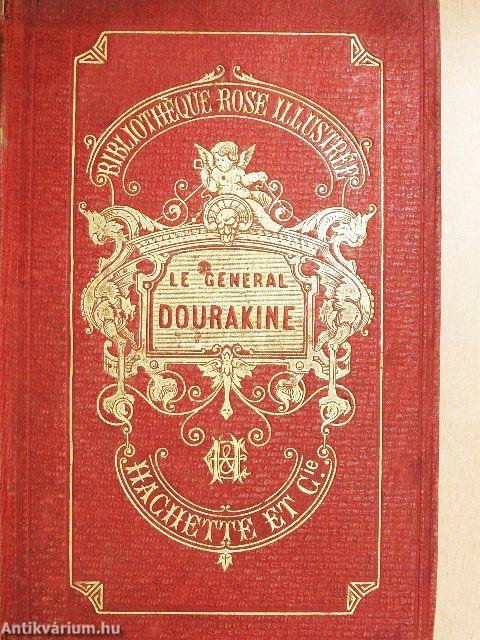 BIBLIOTHÈQUE ROSE ILLUSTRÉE
LE GÉNÉRAL
DOURAKINE
H&C
HACHETTE ET Cie.
Antikvárium.hu